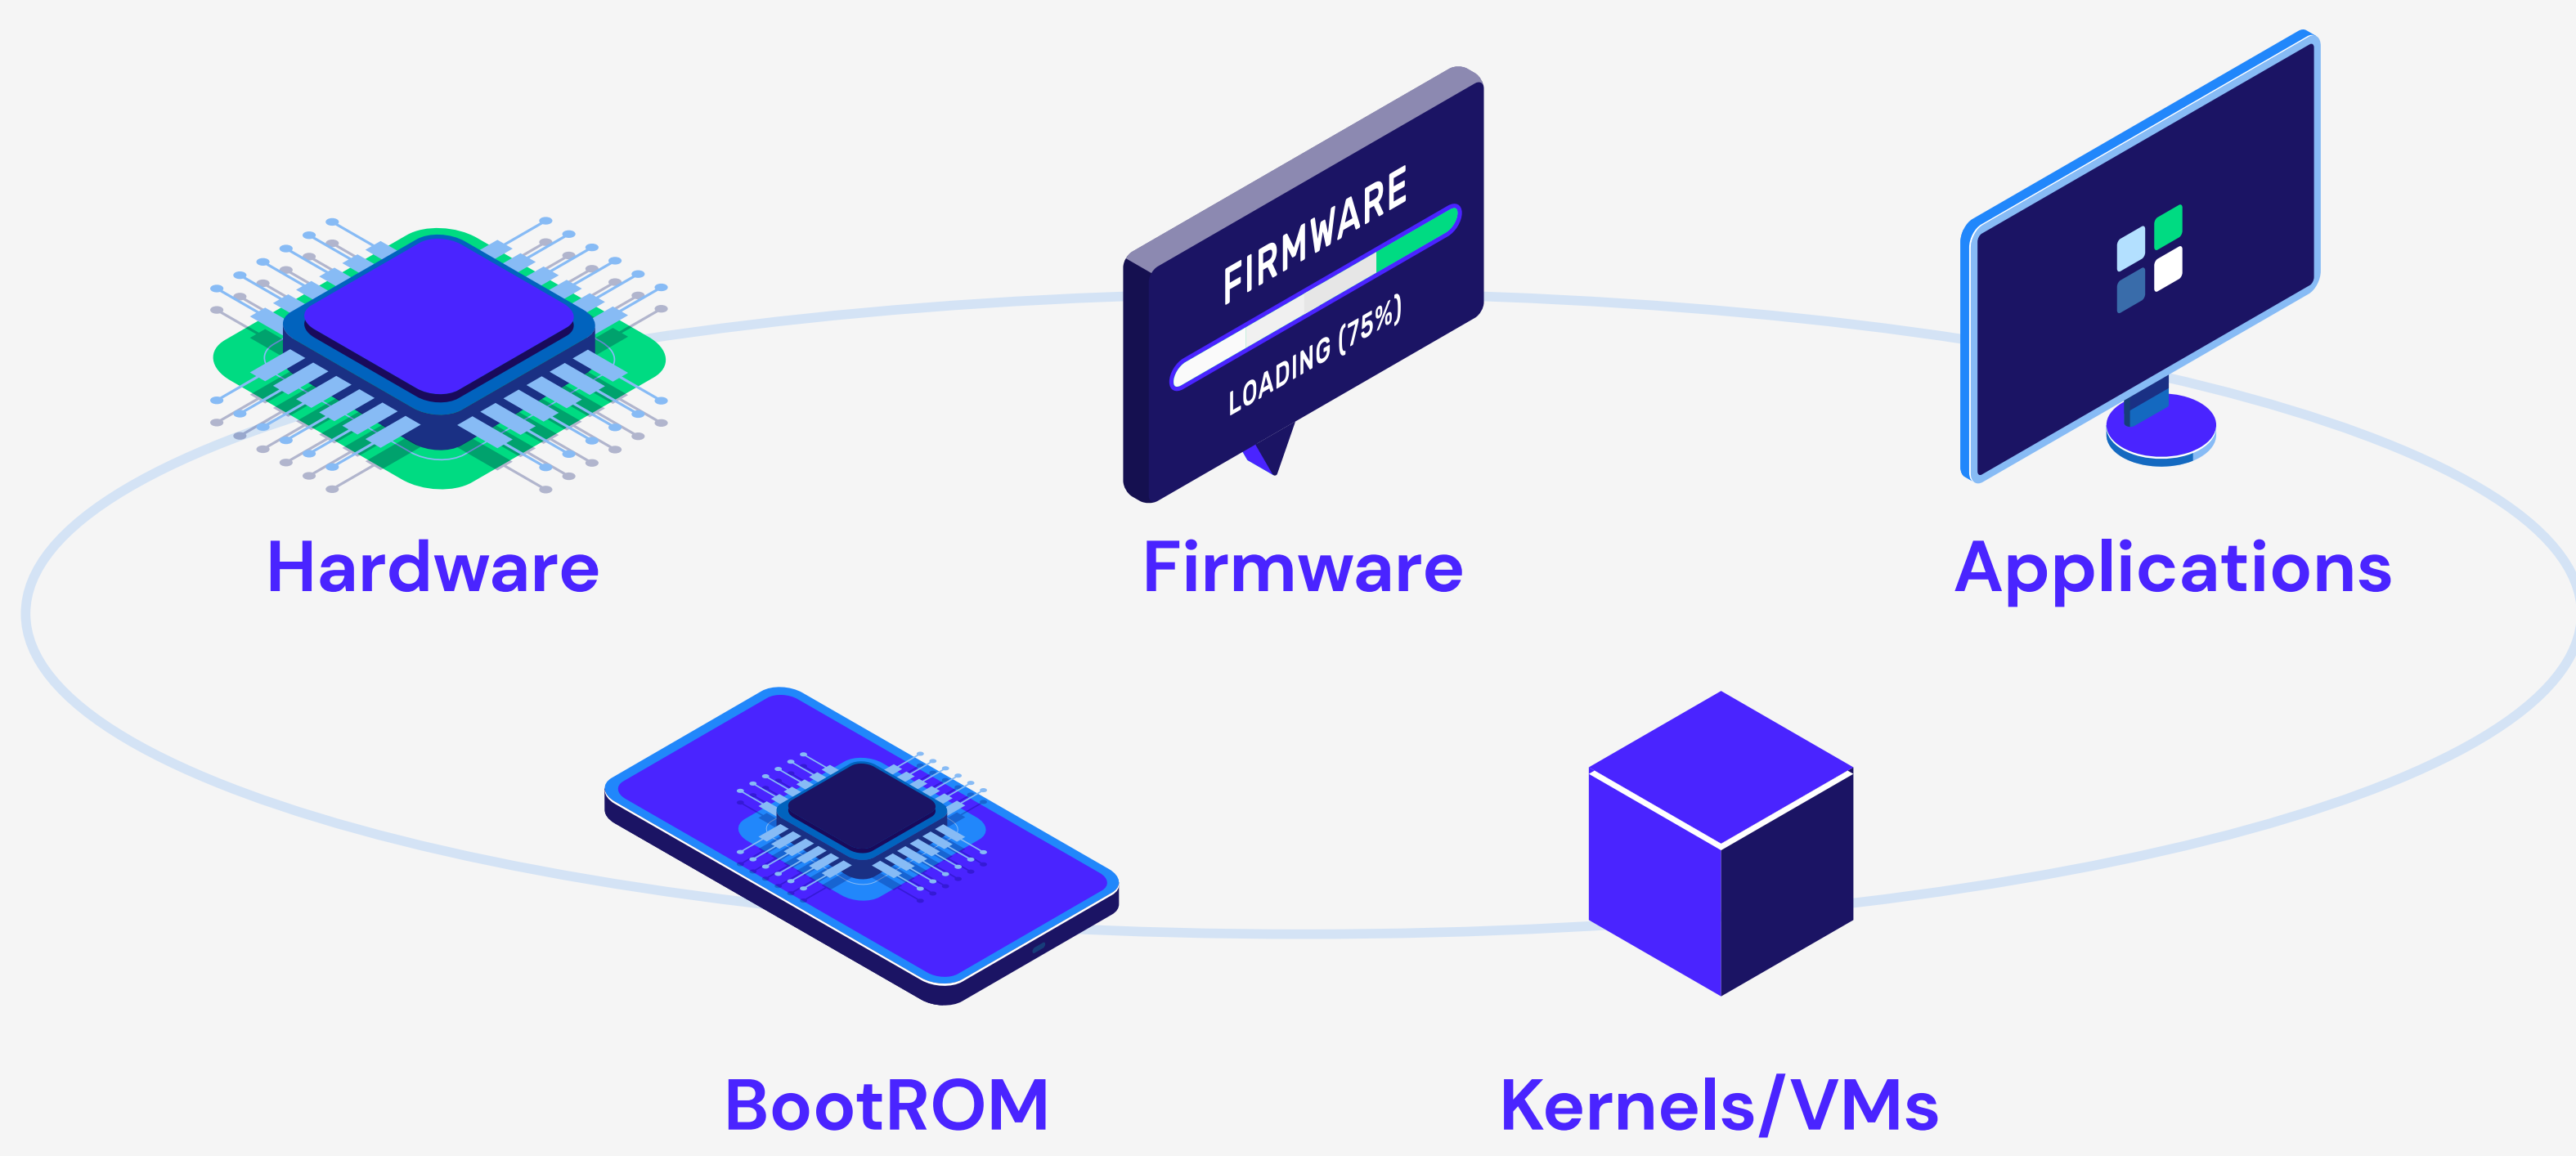 FIRMWARE
LOADING (75%)
Hardware
Firmware
Applications
BootROM
Kernels/VMs